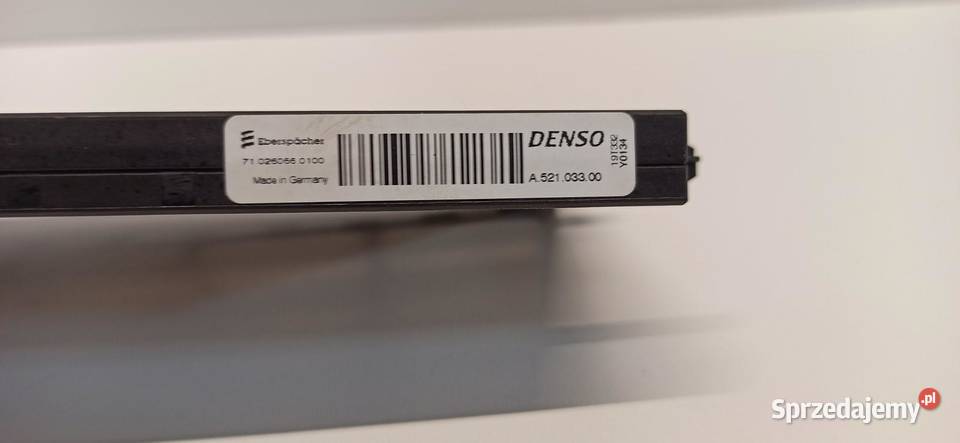 Eberspächer
71.026066.0100
Made in Germany
DENSO
A.521.033.00
19T332
Y0134
Sprzedajemy.pl